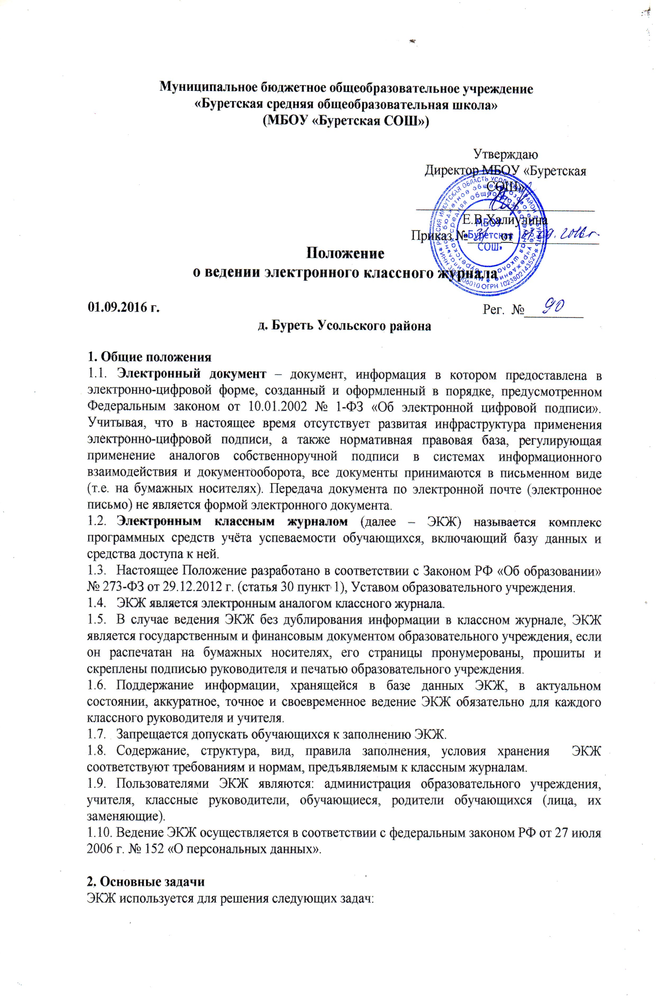 Муниципальное бюджетное общеобразовательное учреждение
«Буретская средняя общеобразовательная школа»
(МБОУ «Буретская СОШ»)
Утверждаю
Директор МБОУ «Буретская
СОШ»
Е.В.Халиулина
Приказ № от 09.2016г
МБОУ
«Буретская
СОШ»
РОССИЯ ИРКУТСКАЯ ОБЛАСТЬ УСОЛЬСКИЙ РАЙОН ОГРН 1023802143529
Положение
о ведении электронного классного журнала
01.09.2016 г.
Рег. № 90
д. Буреть Усольского района
1. Общие положения
1.1. Электронный документ – документ, информация в котором предоставлена в
электронно-цифровой форме, созданный и оформленный в порядке, предусмотренном
Федеральным законом от 10.01.2002 № 1-ФЗ «Об электронной цифровой подписи».
Учитывая, что в настоящее время отсутствует развитая инфраструктура применения
электронно-цифровой подписи, а также нормативная правовая база, регулирующая
применение аналогов собственноручной подписи в системах информационного
взаимодействия и документооборота, все документы принимаются в письменном виде
(т.е. на бумажных носителях). Передача документа по электронной почте (электронное
письмо) не является формой электронного документа.
1.2. Электронным классным журналом (далее – ЭКЖ) называется комплекс
программных средств учёта успеваемости обучающихся, включающий базу данных и
средства доступа к ней.
1.3. Настоящее Положение разработано в соответствии с Законом РФ «Об образовании»
№ 273-ФЗ от 29.12.2012 г. (статья 30 пункт 1), Уставом образовательного учреждения.
1.4. ЭКЖ является электронным аналогом классного журнала.
1.5. В случае ведения ЭКЖ без дублирования информации в классном журнале, ЭКЖ
является государственным и финансовым документом образовательного учреждения, если
он распечатан на бумажных носителях, его страницы пронумерованы, прошиты и
скреплены подписью руководителя и печатью образовательного учреждения.
1.6. Поддержание информации, хранящейся в базе данных ЭКЖ, в актуальном
состоянии, аккуратное, точное и своевременное ведение ЭКЖ обязательно для каждого
классного руководителя и учителя.
1.7. Запрещается допускать обучающихся к заполнению ЭКЖ.
1.8. Содержание, структура, вид, правила заполнения, условия хранения ЭКЖ
соответствуют требованиям и нормам, предъявляемым к классным журналам.
1.9. Пользователями ЭКЖ являются: администрация образовательного учреждения,
учителя, классные руководители, обучающиеся, родители обучающихся (лица, их
заменяющие).
1.10. Ведение ЭКЖ осуществляется в соответствии с федеральным законом РФ от 27 июля
2006 г. № 152 «О персональных данных».
2. Основные задачи
ЭКЖ используется для решения следующих задач: